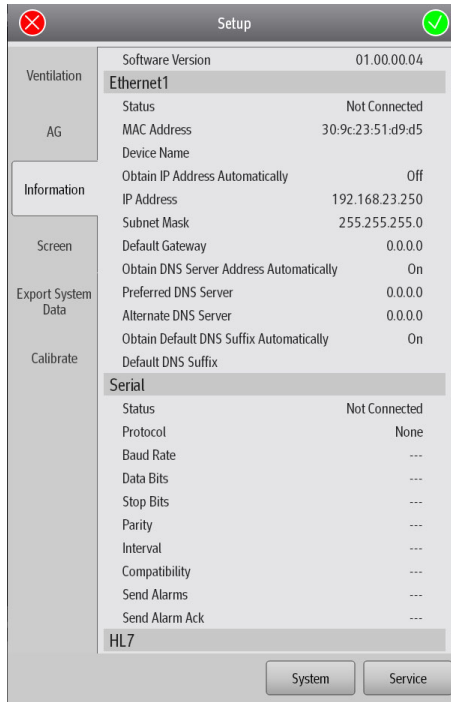 Setup
Ventilation
AG
Information
Screen
Export System
Data
Calibrate
Software Version 01.00.00.04
Ethernet1
Status Not Connected
MAC Address 30:9c:23:51:d9:d5
Device Name
Obtain IP Address Automatically Off
IP Address 192.168.23.250
Subnet Mask 255.255.255.0
Default Gateway 0.0.0.0
Obtain DNS Server Address Automatically On
Preferred DNS Server 0.0.0.0
Alternate DNS Server 0.0.0.0
Obtain Default DNS Suffix Automatically On
Default DNS Suffix
Serial
Status Not Connected
Protocol None
Baud Rate ---
Data Bits ---
Stop Bits ---
Parity ---
Interval ---
Compatibility ---
Send Alarms ---
Send Alarm Ack ---
HL7
System Service